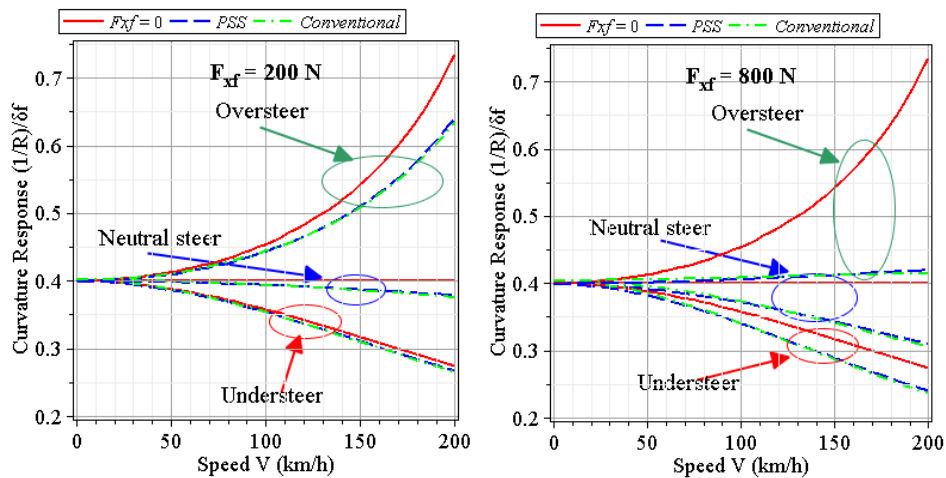 Fxf = 0 PSS Conventional
F_xf = 200 N
Oversteer
Neutral steer
Understeer
Curvature Response (1/R)/δf
0.7
0.6
0.5
0.4
0.3
0.2
0 50 100 150 200
Speed V (km/h)
Fxf = 0 PSS Conventional
F_xf = 800 N
Oversteer
Neutral steer
Understeer
Curvature Response (1/R)/δf
0.7
0.6
0.5
0.4
0.3
0.2
0 50 100 150 200
Speed V (km/h)